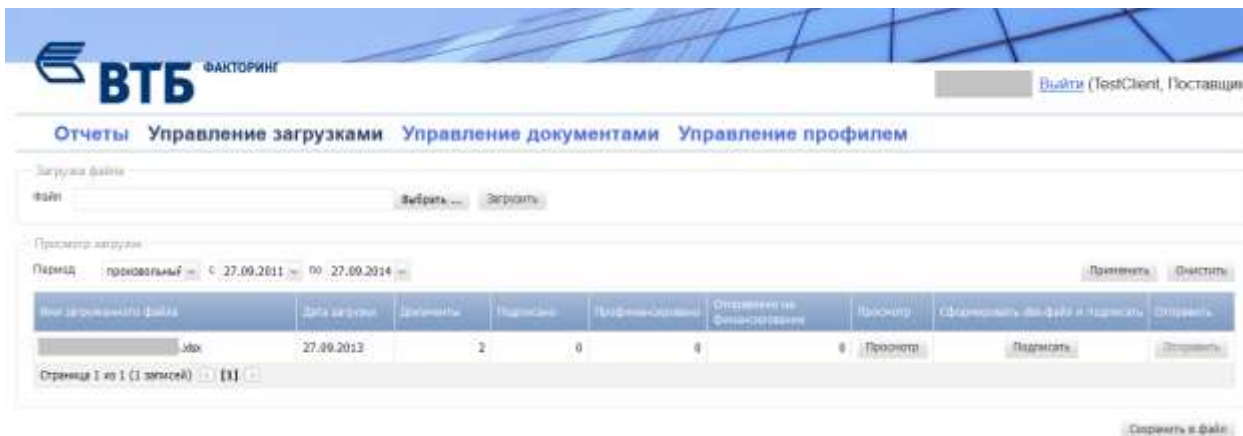 ВТБ ФАКТОРИНГ
Выйти (TestClient, Поставщик
Отчеты Управление загрузками Управление документами Управление профилем
Загрузка файла
Файл Выбрать ... Загрузить
Просмотр загрузок
Период произвольный с 27.09.2011 по 27.09.2014 Применить Очистить
Имя загруженного файла Дата загрузки Документы Подписано Профинансировано Отправлено на финансирование Просмотр Сформировать xml-файл и подписать Отправить
.xlsx 27.09.2013 2 0 0 0 Просмотр Подписать Отправить
Страница 1 из 1 (1 записей) [1]
Сохранить в файл